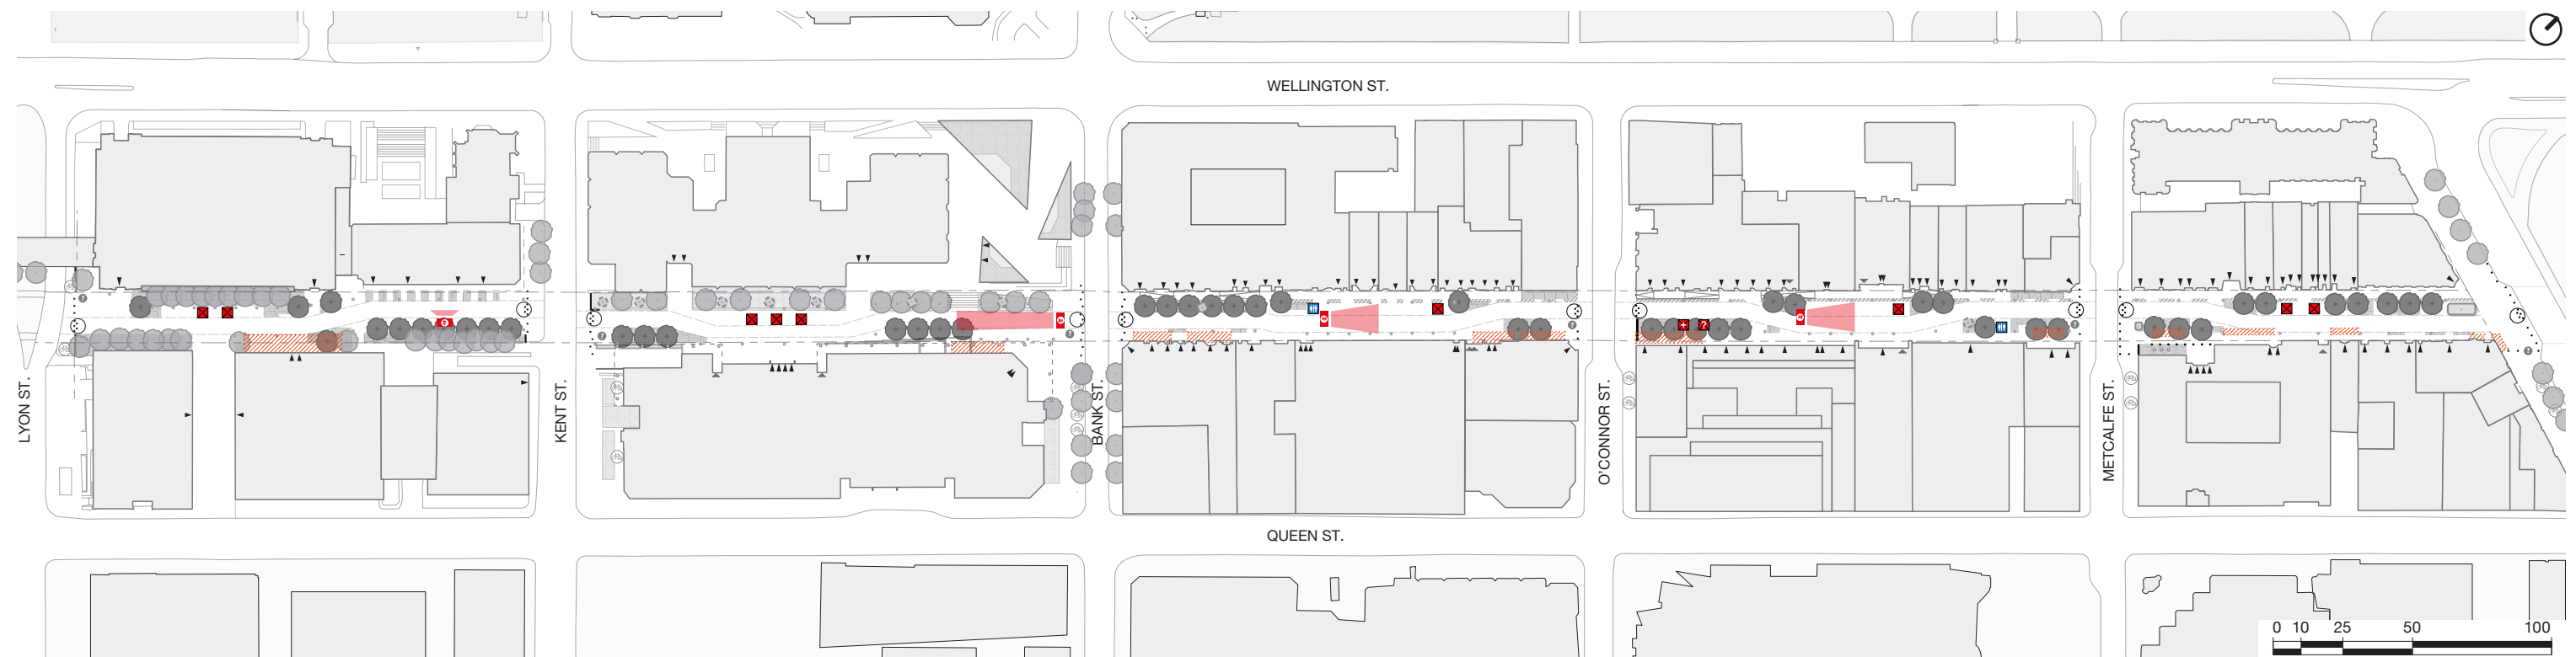 WELLINGTON ST.
LYON ST.
KENT ST.
BANK ST.
O'CONNOR ST.
METCALFE ST.
?
?
?
?
?
?
?
QUEEN ST.
0 10 25 50 100